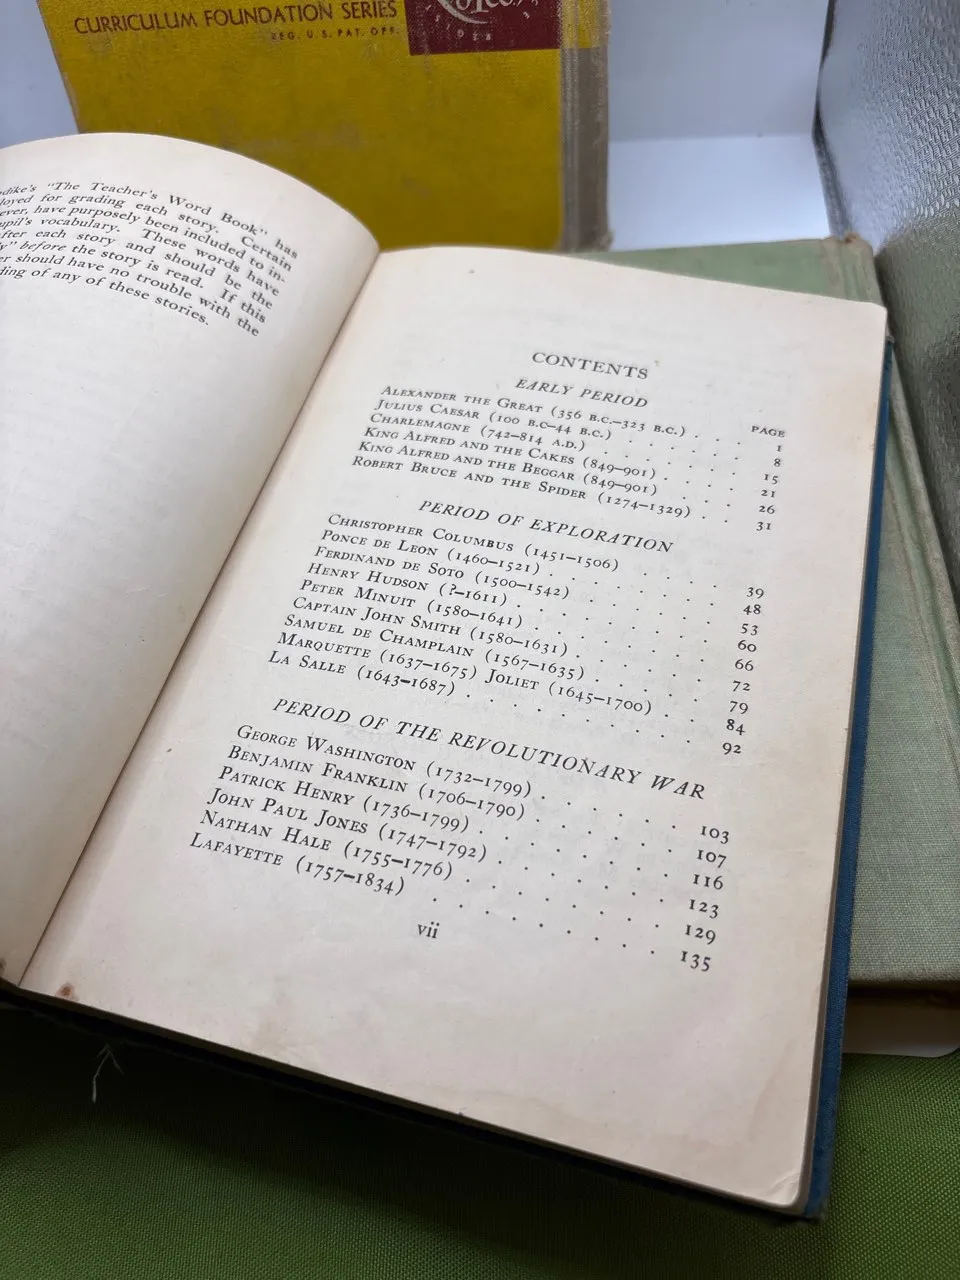 CURRICULUM FOUNDATION SERIES
REG. U.S. PAT. OFF.
"The Teacher's Word Book" has
for grading each story. Certain
have purposely been included to in-
vocabulary. These words have
after each story and should be the
before the story is read. If this
should have no trouble with the
of any of these stories.
CONTENTS
EARLY PERIOD
PAGE
ALEXANDER THE GREAT (356 B.C.–323 B.C.) . . . 1
JULIUS CAESAR (100 B.C–44 B.C.) . . . . . . 8
CHARLEMAGNE (742–814 A.D.) . . . . . . . 15
KING ALFRED AND THE CAKES (849–901) . . . . . 21
KING ALFRED AND THE BEGGAR (849–901) . . . . 26
ROBERT BRUCE AND THE SPIDER (1274–1329) . . 31
PERIOD OF EXPLORATION
CHRISTOPHER COLUMBUS (1451–1506) . . . . 39
PONCE DE LEON (1460–1521) . . . . . . . 48
FERDINAND DE SOTO (1500–1542) . . . . . . 53
HENRY HUDSON (?–1611) . . . . . . . . 60
PETER MINUIT (1580–1641) . . . . . . . 66
CAPTAIN JOHN SMITH (1580–1631) . . . . . 72
SAMUEL DE CHAMPLAIN (1567–1635) . . . . . 79
MARQUETTE (1637–1675) JOLIET (1645–1700) . . 84
LA SALLE (1643–1687) . . . . . . . . . 92
PERIOD OF THE REVOLUTIONARY WAR
GEORGE WASHINGTON (1732–1799) . . . . . 103
BENJAMIN FRANKLIN (1706–1790) . . . . . 107
PATRICK HENRY (1736–1799) . . . . . . 116
JOHN PAUL JONES (1747–1792) . . . . . . 123
NATHAN HALE (1755–1776) . . . . . . . 129
LAFAYETTE (1757–1834) . . . . . . . 135
vii